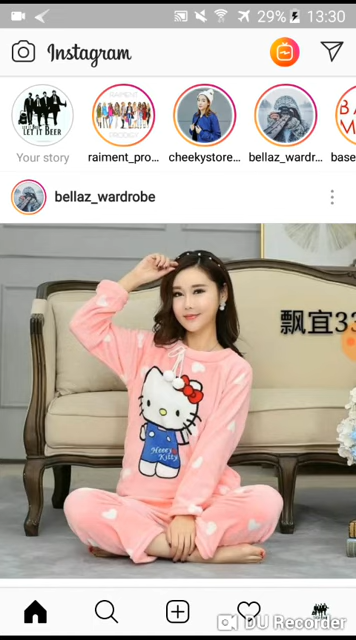 29% 13:30
Instagram
LET IT BEER
Your story
raiment_pro...
cheekystore...
bellaz_wardr...
base
BA
M
bellaz_wardrobe
飘宜33
Hello
Kitty
DU Recorder